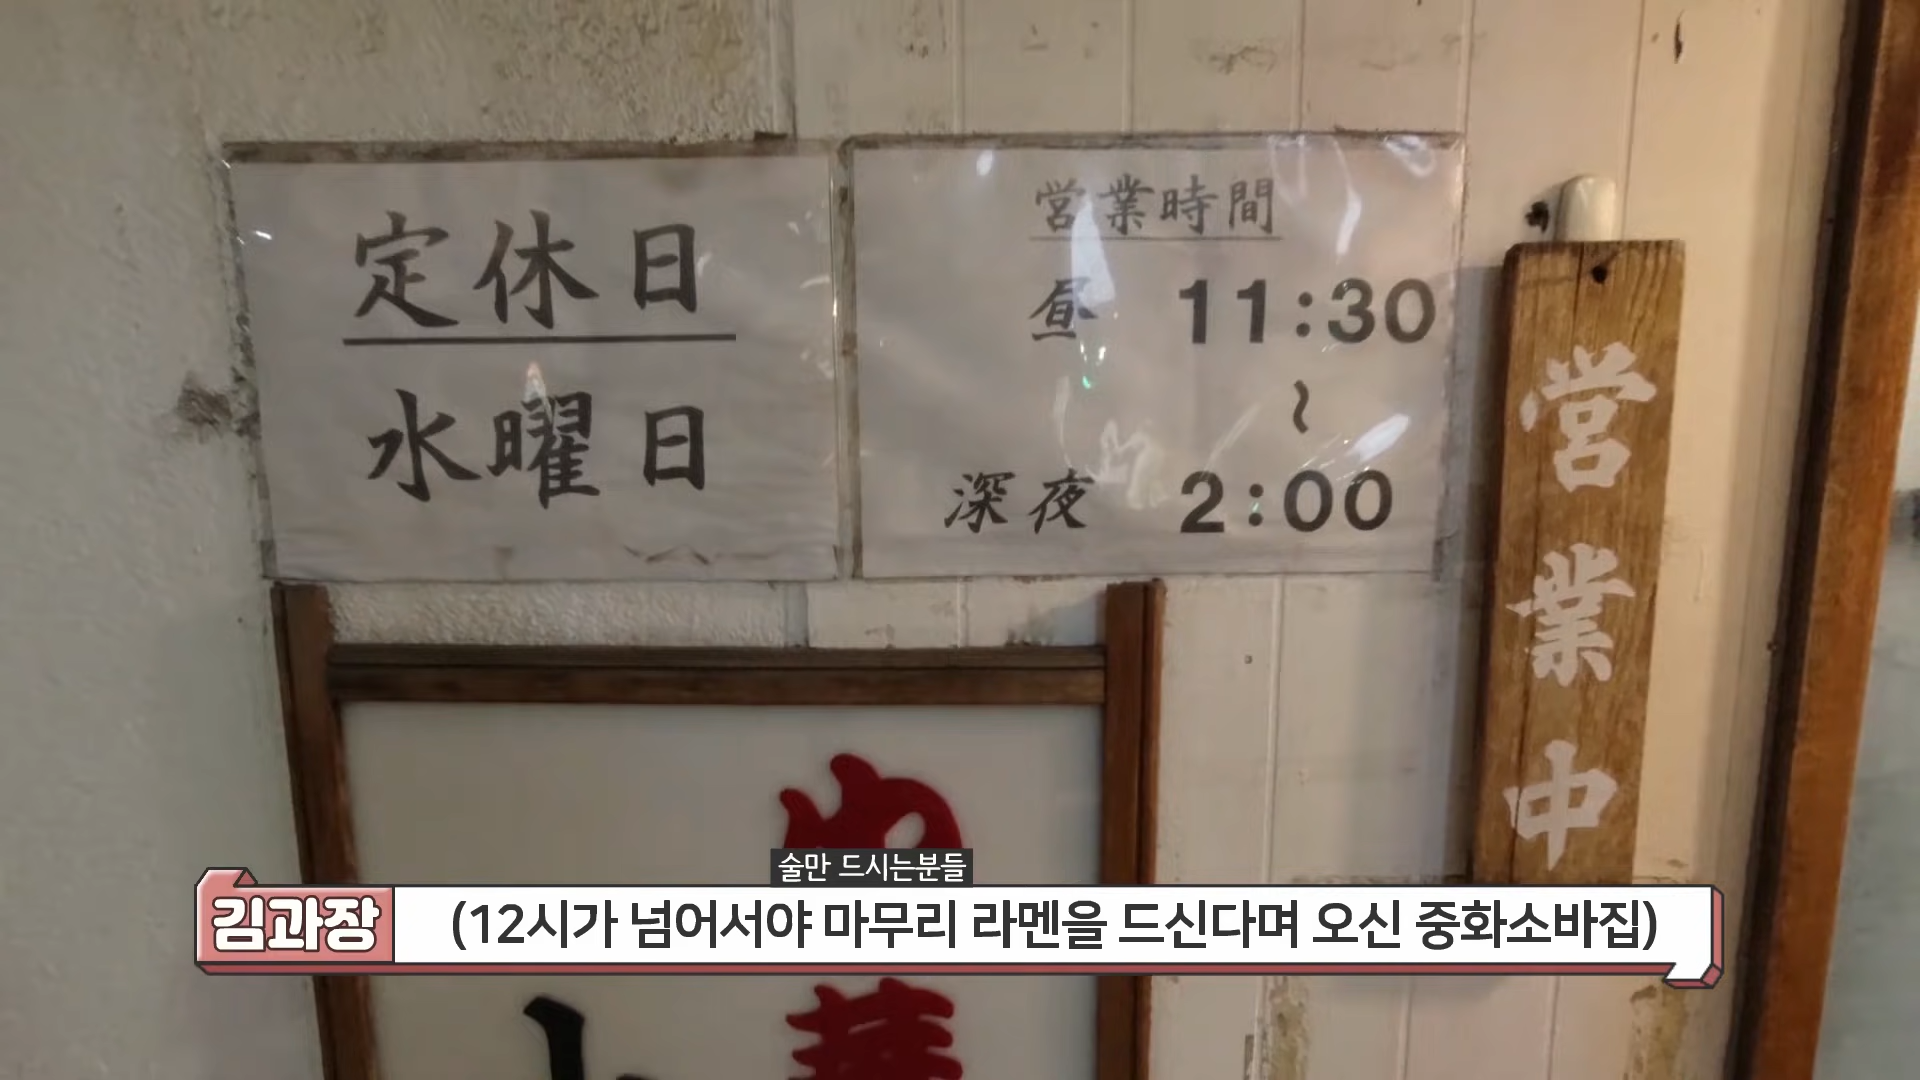 定休日
水曜日
営業時間
昼 11:30
~
深夜 2:00
営業中
華
술만 드시는분들
김과장
(12시가 넘어서야 마무리 라멘을 드신다며 오신 중화소바집)